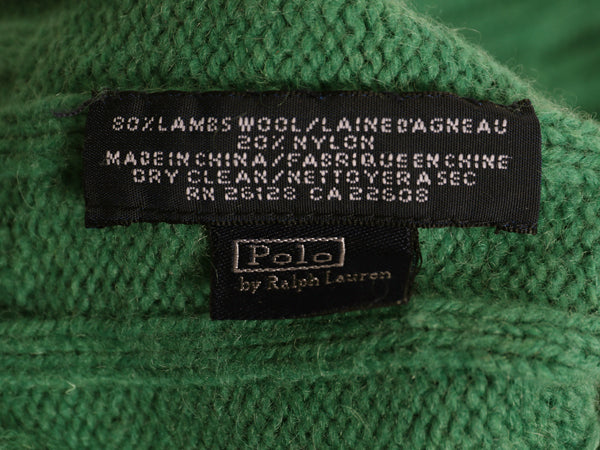 80% LAMBS WOOL/LAINE D'AGNEAU
20% NYLON
MADE IN CHINA/FABRIQUE EN CHINE
DRY CLEAN/NETTOYER A SEC
RN 26128 CA 22608
Polo
by Ralph Lauren